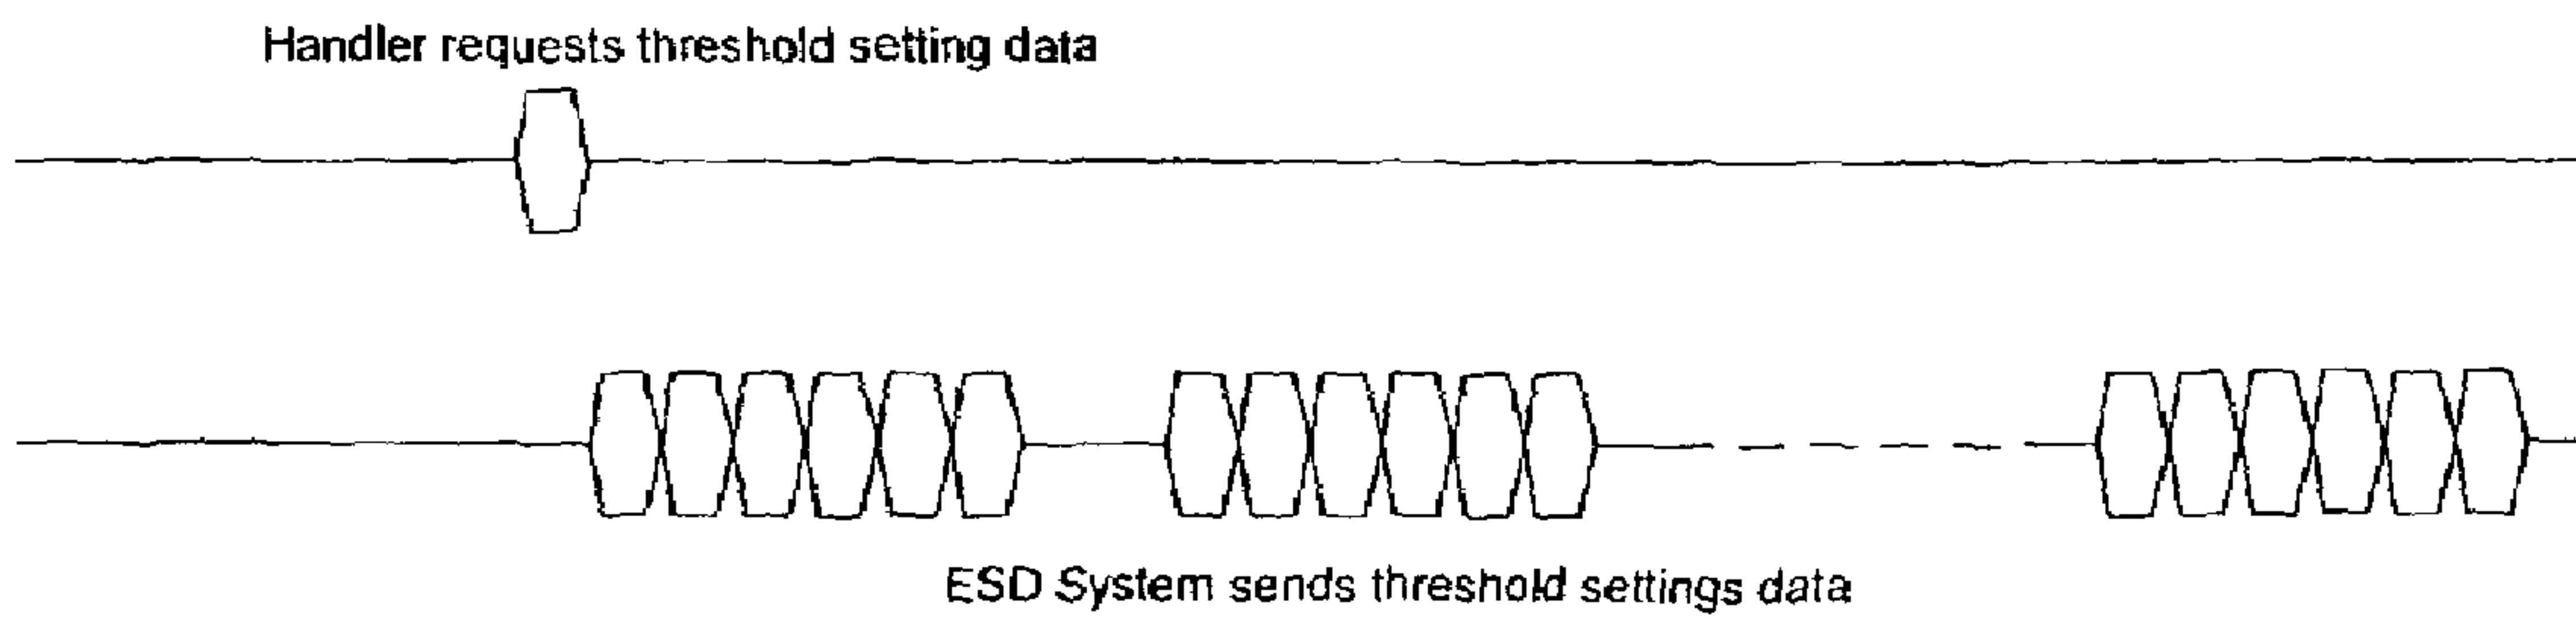 Handler requests threshold setting data
ESD System sends threshold settings data